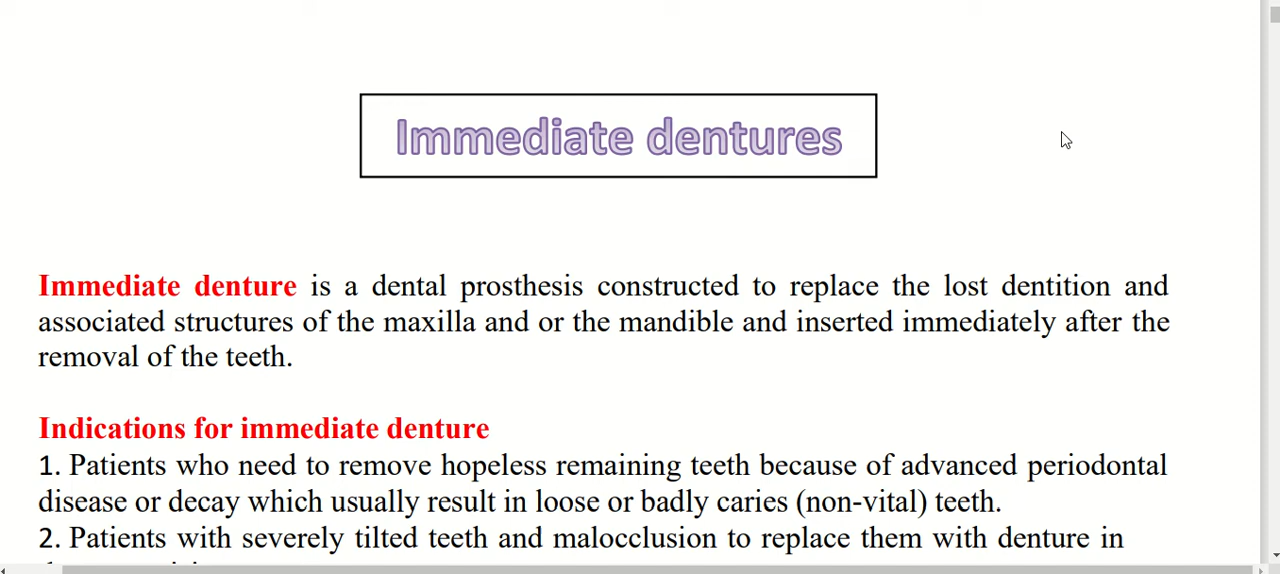 Immediate dentures
Immediate denture is a dental prosthesis constructed to replace the lost dentition and
associated structures of the maxilla and or the mandible and inserted immediately after the
removal of the teeth.
Indications for immediate denture
1. Patients who need to remove hopeless remaining teeth because of advanced periodontal
disease or decay which usually result in loose or badly caries (non-vital) teeth.
2. Patients with severely tilted teeth and malocclusion to replace them with denture in